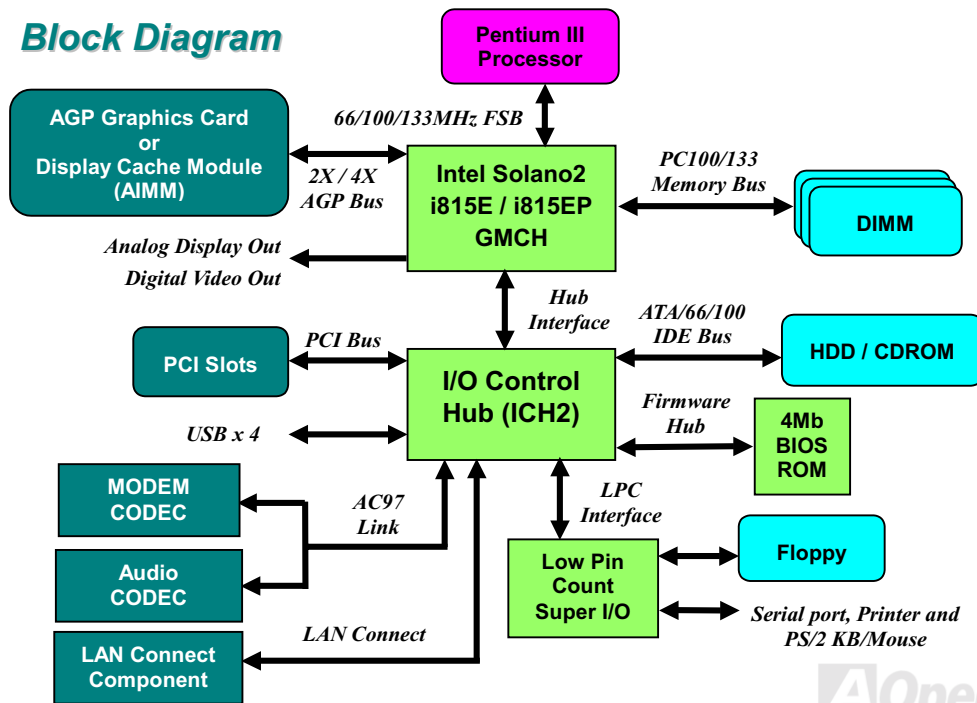 Block Diagram
Pentium III
Processor
AGP Graphics Card
or
Display Cache Module
(AIMM)
66/100/133MHz FSB
2X / 4X
AGP Bus
Intel Solano2
i815E / i815EP
GMCH
PC100/133
Memory Bus
DIMM
Analog Display Out
Digital Video Out
Hub
Interface
ATA/66/100
IDE Bus
HDD / CDROM
PCI Slots
PCI Bus
I/O Control
Hub (ICH2)
Firmware
Hub
4Mb
BIOS
ROM
USB x 4
MODEM
CODEC
AC97
Link
LPC
Interface
Audio
CODEC
Low Pin
Count
Super I/O
Floppy
Serial port, Printer and
PS/2 KB/Mouse
LAN Connect
LAN Connect
Component
AOpe